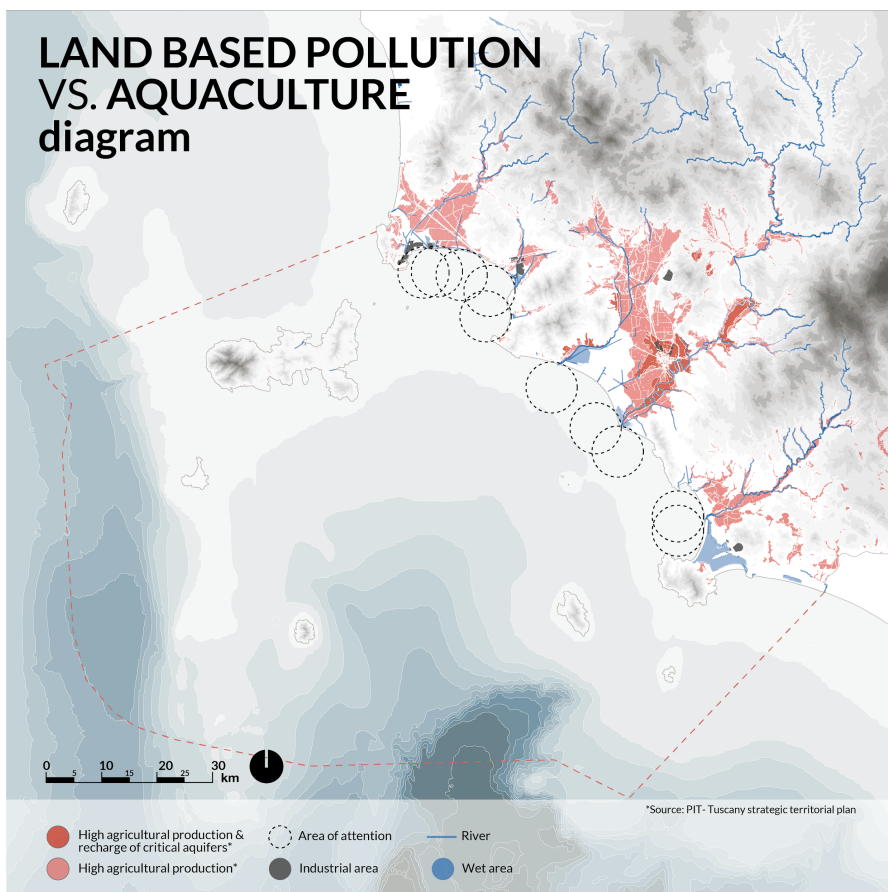 LAND BASED POLLUTION
VS. AQUACULTURE
diagram
0 10 20 30
5 15 25 km
*Source: PIT- Tuscany strategic territorial plan
High agricultural production &
recharge of critical aquifers*
Area of attention
River
High agricultural production*
Industrial area
Wet area